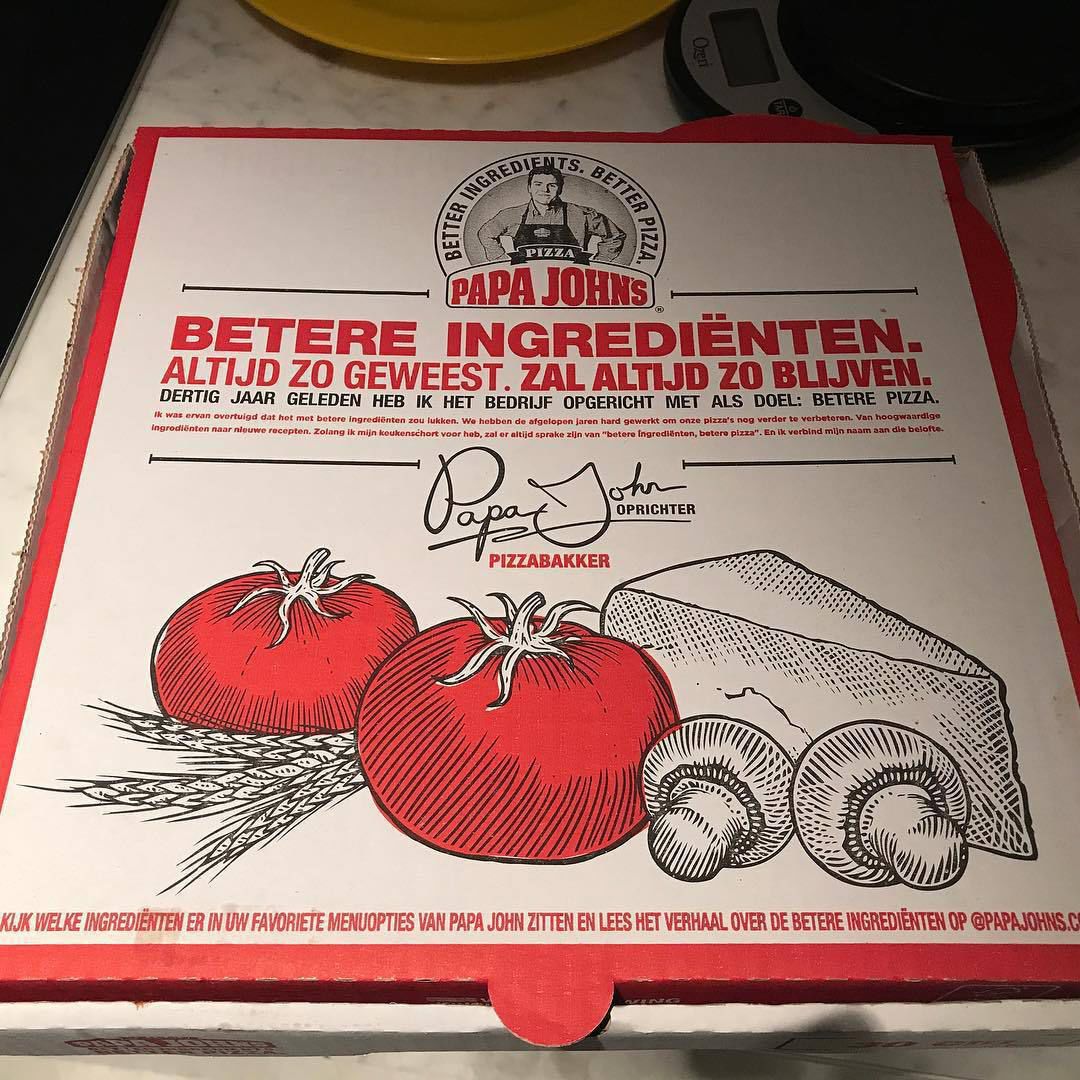 Ozeri
TARE
BETTER INGREDIENTS. BETTER PIZZA.
PIZZA
PAPA JOHN'S
®
BETERE INGREDIËNTEN.
ALTIJD ZO GEWEEST. ZAL ALTIJD ZO BLIJVEN.
DERTIG JAAR GELEDEN HEB IK HET BEDRIJF OPGERICHT MET ALS DOEL: BETERE PIZZA.
Ik was ervan overtuigd dat het met betere ingrediënten zou lukken. We hebben de afgelopen jaren hard gewerkt om onze pizza's nog verder te verbeteren. Van hoogwaardige
ingrediënten naar nieuwe recepten. Zolang ik mijn keukenschort voor heb, zal er altijd sprake zijn van "betere ingrediënten, betere pizza". En ik verbind mijn naam aan die belofte.
Papa John
OPRICHTER
PIZZABAKKER
KIJK WELKE INGREDIËNTEN ER IN UW FAVORIETE MENUOPTIES VAN PAPA JOHN ZITTEN EN LEES HET VERHAAL OVER DE BETERE INGREDIËNTEN OP @PAPAJOHNS.CO